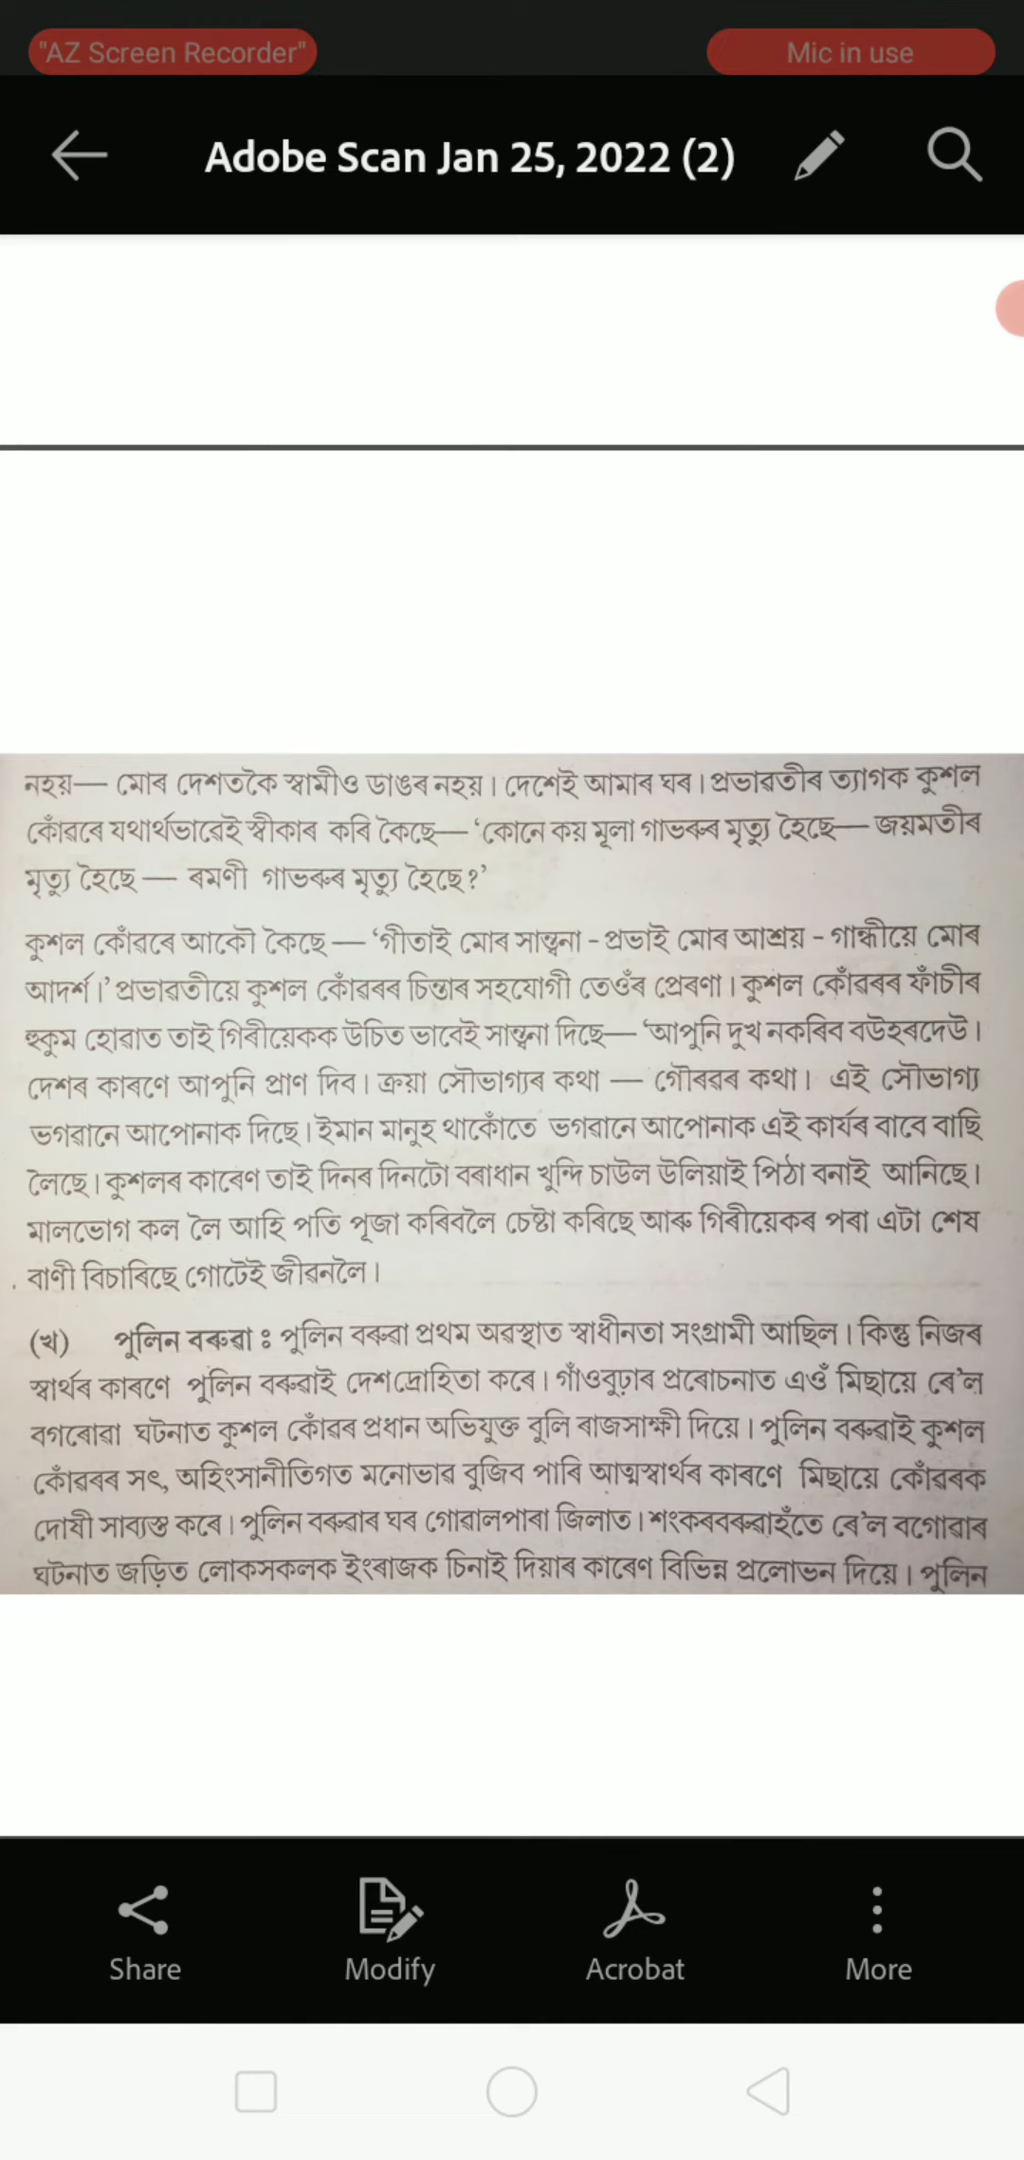 "AZ Screen Recorder"
Mic in use
Adobe Scan Jan 25, 2022 (2)
নহয়— মোৰ দেশতকৈ স্বামীও ডাঙৰ নহয়। দেশেই আমাৰ ঘৰ। প্ৰভাৱতীৰ ত্যাগক কুশল
কোঁৱৰে যথাৰ্থভাৱেই স্বীকাৰ কৰি কৈছে— ‘কোনে কয় মূলা গাভৰুৰ মৃত্যু হৈছে— জয়মতীৰ
মৃত্যু হৈছে — ৰমণী গাভৰুৰ মৃত্যু হৈছে?’
কুশল কোঁৱৰে আকৌ কৈছে — ‘গীতাই মোৰ সান্ত্বনা - প্ৰভাই মোৰ আশ্ৰয় - গান্ধীয়ে মোৰ
আদৰ্শ।’ প্ৰভাৱতীয়ে কুশল কোঁৱৰৰ চিন্তাৰ সহযোগী তেওঁৰ প্ৰেৰণা। কুশল কোঁৱৰৰ ফাঁচীৰ
হুকুম হোৱাত তাই গিৰীয়েকক উচিত ভাবেই সান্ত্বনা দিছে— ‘আপুনি দুখ নকৰিব বউহৰদেউ।
দেশৰ কাৰণে আপুনি প্ৰাণ দিব। ক্ৰয়া সৌভাগ্যৰ কথা — গৌৰৱৰ কথা। এই সৌভাগ্য
ভগৱানে আপোনাক দিছে। ইমান মানুহ থাকোঁতে ভগৱানে আপোনাক এই কাৰ্যৰ বাবে বাছি
লৈছে। কুশলৰ কাৰেণ তাই দিনৰ দিনটো বৰাধান খুন্দি চাউল উলিয়াই পিঠা বনাই আনিছে।
মালভোগ কল লৈ আহি পতি পূজা কৰিবলৈ চেষ্টা কৰিছে আৰু গিৰীয়েকৰ পৰা এটা শেষ
বাণী বিচাৰিছে গোটেই জীৱনলৈ।
(খ) পুলিন বৰুৱা ঃ পুলিন বৰুৱা প্ৰথম অৱস্থাত স্বাধীনতা সংগ্ৰামী আছিল। কিন্তু নিজৰ
স্বাৰ্থৰ কাৰণে পুলিন বৰুৱাই দেশদ্ৰোহিতা কৰে। গাঁওবুঢ়াৰ প্ৰৰোচনাত এওঁ মিছায়ে ৰে’ল
বগৰোৱা ঘটনাত কুশল কোঁৱৰ প্ৰধান অভিযুক্ত বুলি ৰাজসাক্ষী দিয়ে। পুলিন বৰুৱাই কুশল
কোঁৱৰৰ সৎ, অহিংসানীতিগত মনোভাৱ বুজিব পাৰি আত্মস্বাৰ্থৰ কাৰণে মিছায়ে কোঁৱৰক
দোষী সাব্যস্ত কৰে। পুলিন বৰুৱাৰ ঘৰ গোৱালপাৰা জিলাত। শংকৰবৰুৱাহঁতে ৰে’ল বগোৱাৰ
ঘটনাত জড়িত লোকসকলক ইংৰাজক চিনাই দিয়াৰ কাৰেণ বিভিন্ন প্ৰলোভন দিয়ে। পুলিন
Share
Modify
Acrobat
More